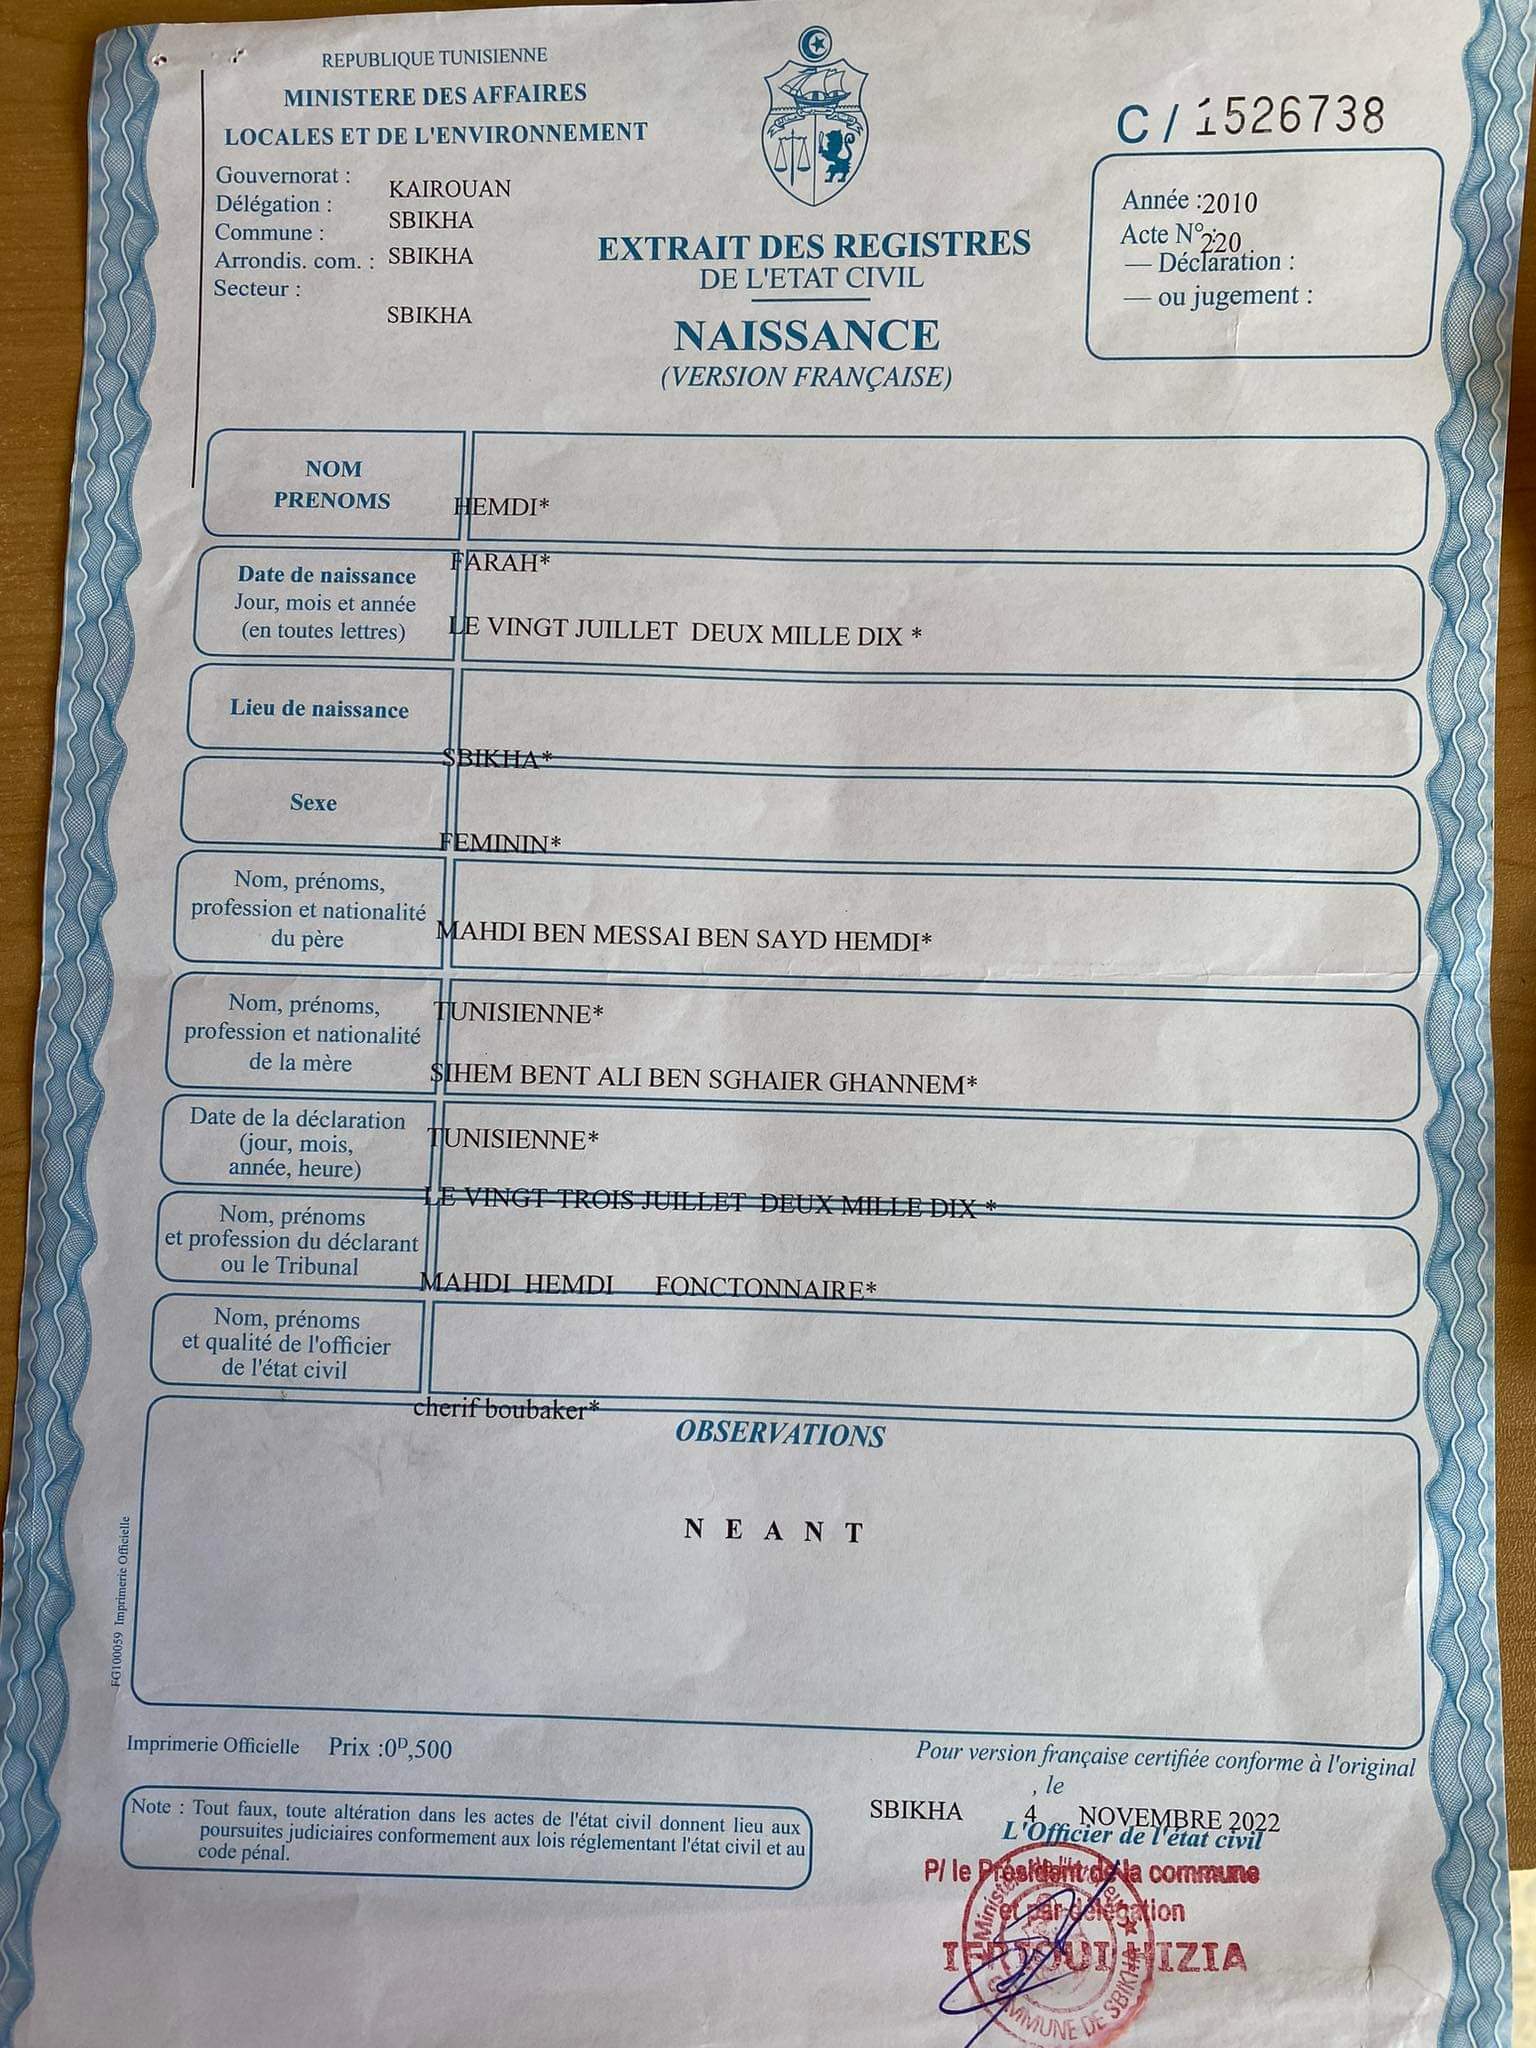 REPUBLIQUE TUNISIENNE
MINISTERE DES AFFAIRES
LOCALES ET DE L'ENVIRONNEMENT
Gouvernorat : KAIROUAN
Délégation : SBIKHA
Commune : SBIKHA
Arrondis. com. :
Secteur : SBIKHA
C / 1526738
Année :2010
Acte N° : 220
— Déclaration :
— ou jugement :
EXTRAIT DES REGISTRES
DE L'ETAT CIVIL
NAISSANCE
(VERSION FRANÇAISE)
NOM
PRENOMS
HEMDI*
FARAH*
Date de naissance
Jour, mois et année
(en toutes lettres)
LE VINGT JUILLET DEUX MILLE DIX *
Lieu de naissance
SBIKHA*
Sexe
FEMININ*
Nom, prénoms,
profession et nationalité
du père
MAHDI BEN MESSAI BEN SAYD HEMDI*
TUNISIENNE*
Nom, prénoms,
profession et nationalité
de la mère
SIHEM BENT ALI BEN SGHAIER GHANNEM*
TUNISIENNE*
Date de la déclaration
(jour, mois,
année, heure)
LE VINGT-TROIS JUILLET DEUX MILLE DIX *
Nom, prénoms
et profession du déclarant
ou le Tribunal
MAHDI HEMDI FONCTONNAIRE*
Nom, prénoms
et qualité de l'officier
de l'état civil
cherif boubaker*
OBSERVATIONS
N E A N T
FG100059 Imprimerie Officielle
Imprimerie Officielle Prix :0D,500
Note : Tout faux, toute altération dans les actes de l'état civil donnent lieu aux
poursuites judiciaires conformement aux lois réglementant l'état civil et au
code pénal.
Pour version française certifiée conforme à l'original
, le
SBIKHA 4 NOVEMBRE 2022
L'Officier de l'état civil
P/ le Président de la commune
et par délégation
HIZIA
COMMUNE DE SBIKHA